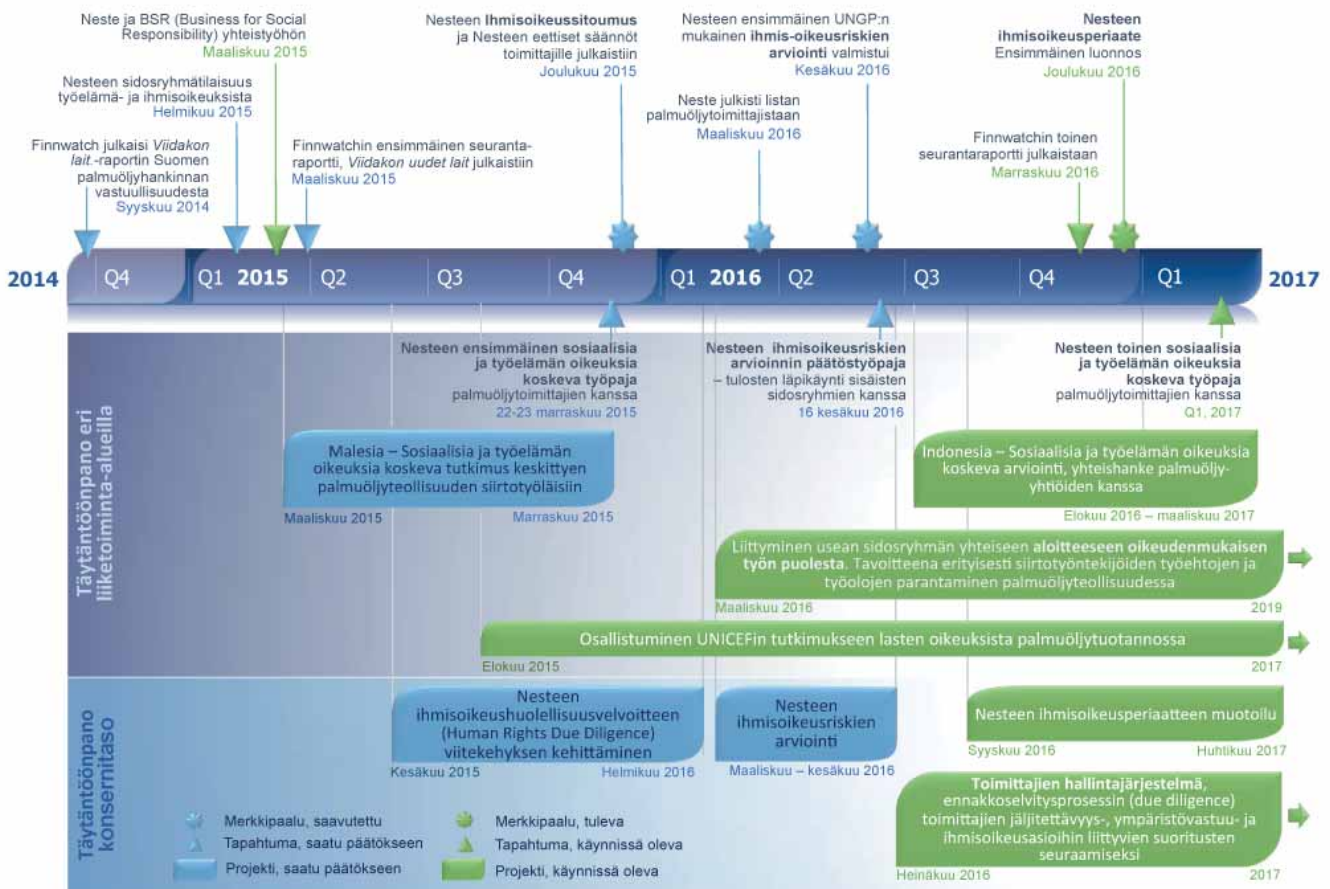 Neste ja BSR (Business for Social
Responsibility) yhteistyöhön
Maaliskuu 2015
Nesteen sidosryhmätilaisuus
työelämä- ja ihmisoikeuksista
Helmikuu 2015
Finnwatch julkaisi Viidakon
lait.-raportin Suomen
palmuöljyhankinnan
vastuullisuudesta
Syyskuu 2014
Finnwatchin ensimmäinen seuranta-
raportti, Viidakon uudet lait julkaistiin
Maaliskuu 2015
Nesteen Ihmisoikeussitoumus
ja Nesteen eettiset säännöt
toimittajille julkaistiin
Joulukuu 2015
Nesteen ensimmäinen UNGP:n
mukainen ihmis-oikeusriskien
arviointi valmistui
Kesäkuu 2016
Neste julkisti listan
palmuöljytoimittajistaan
Maaliskuu 2016
Nesteen
ihmisoikeusperiaate
Ensimmäinen luonnos
Joulukuu 2016
Finnwatchin toinen
seurantaraportti julkaistaan
Marraskuu 2016
2014 Q4 Q1 2015 Q2 Q3 Q4 Q1 2016 Q2 Q3 Q4 Q1 2017
Täytäntöönpano eri
liiketoiminta-alueilla
Nesteen ensimmäinen sosiaalisia
ja työelämän oikeuksia
koskeva työpaja
palmuöljytoimittajien kanssa
22-23 marraskuu 2015
Nesteen ihmisoikeusriskien
arvioinnin päätöstyöpaja
– tulosten läpikäynti sisäisten
sidosryhmien kanssa
16 kesäkuu 2016
Nesteen toinen sosiaalisia
ja työelämän oikeuksia
koskeva työpaja
palmuöljytoimittajien kanssa
Q1, 2017
Malesia – Sosiaalisia ja työelämän
oikeuksia koskeva tutkimus keskittyen
palmuöljyteollisuuden siirtotyöläisiin
Maaliskuu 2015 Marraskuu 2015
Indonesia – Sosiaalisia ja työelämän oikeuksia
koskeva arviointi, yhteishanke palmuöljy-
yhtiöiden kanssa
Elokuu 2016 – maaliskuu 2017
Liittyminen usean sidosryhmän yhteiseen aloitteeseen oikeudenmukaisen
työn puolesta. Tavoitteena erityisesti siirtotyöntekijöiden työehtojen ja
työolojen parantaminen palmuöljyteollisuudessa
Maaliskuu 2016 2019
Osallistuminen UNICEFin tutkimukseen lasten oikeuksista palmuöljytuotannossa
Elokuu 2015 2017
Täytäntöönpano
konsernitaso
Nesteen
ihmisoikeushuolellisuusvelvoitteen
(Human Rights Due Diligence)
viitekehyksen kehittäminen
Kesäkuu 2015 Helmikuu 2016
Nesteen
ihmisoikeusriskien
arviointi
Maaliskuu – kesäkuu 2016
Nesteen ihmisoikeusperiaatteen muotoilu
Syyskuu 2016 Huhtikuu 2017
Toimittajien hallintajärjestelmä,
ennakkoselvitysprosessin (due diligence)
toimittajien jäljitettävyys-, ympäristövastuu- ja
ihmisoikeusasioihin liittyvien suoritusten
seuraamiseksi
Heinäkuu 2016 2017
Merkkipaalu, saavutettu
Tapahtuma, saatu päätökseen
Projekti, saatu päätökseen
Merkkipaalu, tuleva
Tapahtuma, käynnissä oleva
Projekti, käynnissä oleva